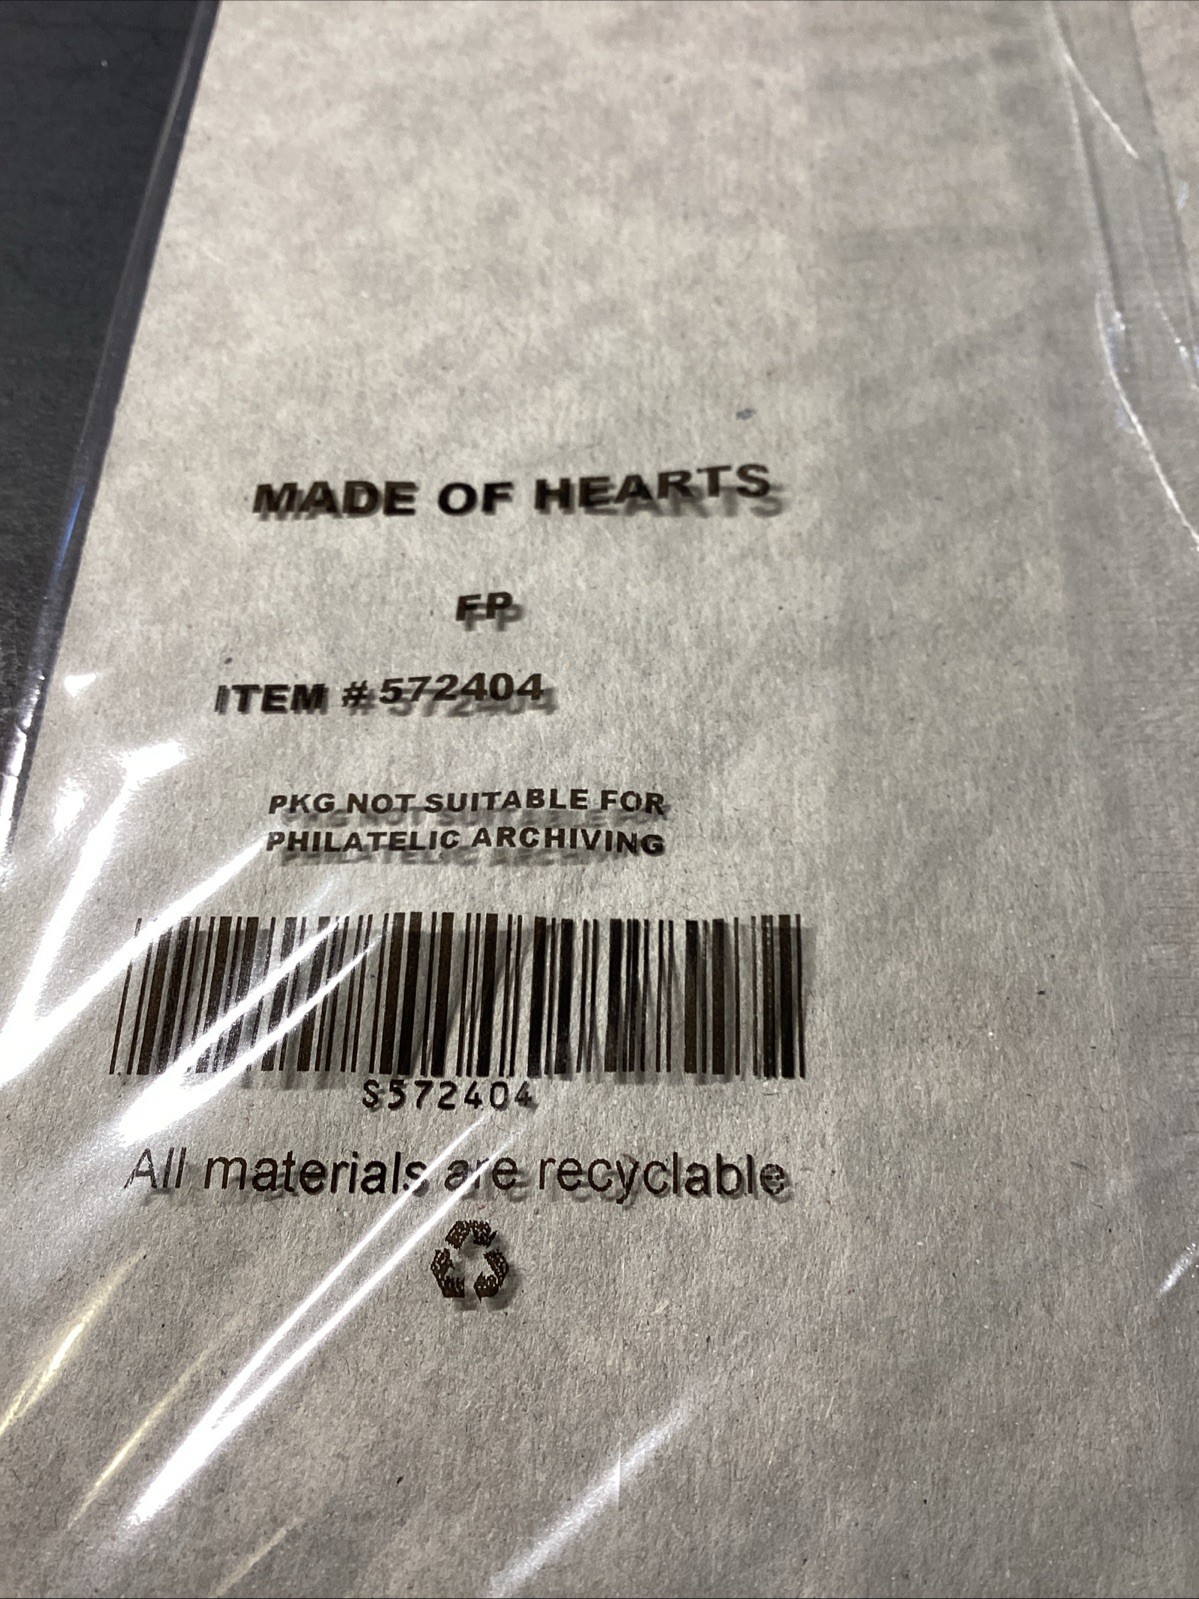 MADE OF HEARTS
FP
ITEM # 572404
PKG NOT SUITABLE FOR
PHILATELIC ARCHIVING
S572404
All materials are recyclable